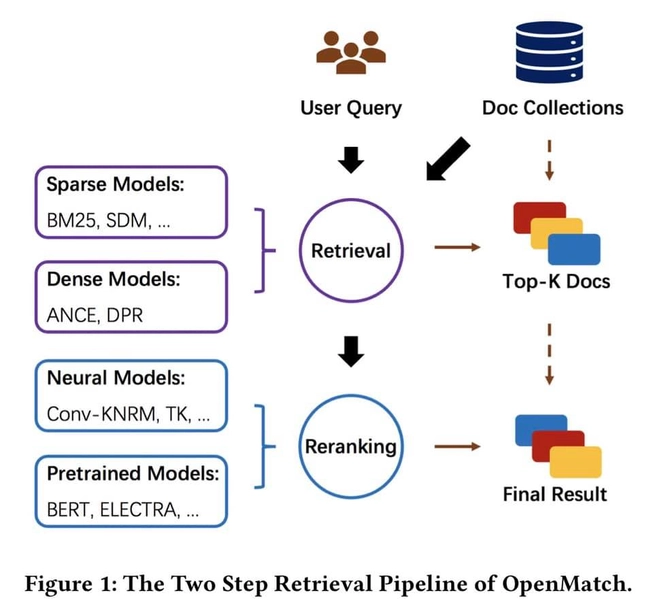 User Query
Doc Collections
Sparse Models:
BM25, SDM, ...
Retrieval
Dense Models:
ANCE, DPR
Top-K Docs
Neural Models:
Conv-KNRM, TK, ...
Reranking
Pretrained Models:
BERT, ELECTRA, ...
Final Result
Figure 1: The Two Step Retrieval Pipeline of OpenMatch.